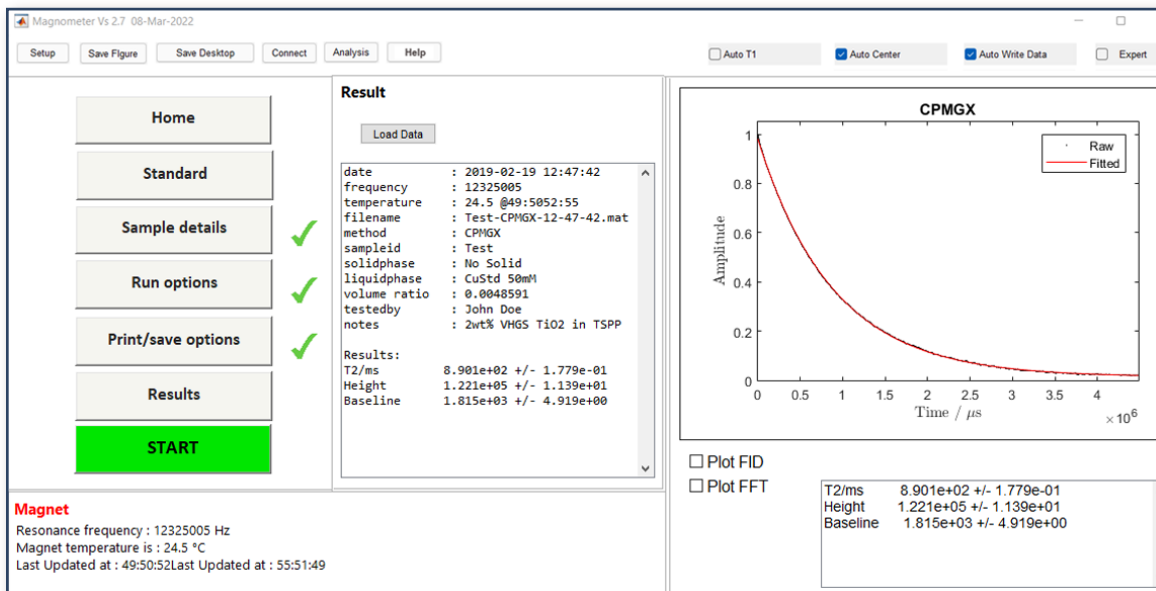 Magnometer Vs 2.7 08-Mar-2022
Setup Save FIgure Save Desktop Connect Analysis Help Auto T1 Auto Center Auto Write Data Expert
Home
Standard
Sample details
Run options
Print/save options
Results
START
Result
Load Data
date : 2019-02-19 12:47:42
frequency : 12325005
temperature : 24.5 @49:5052:55
filename : Test-CPMGX-12-47-42.mat
method : CPMGX
sampleid : Test
solidphase : No Solid
liquidphase : CuStd 50mM
volume ratio : 0.0048591
testedby : John Doe
notes : 2wt% VHGS TiO2 in TSPP
Results:
T2/ms 8.901e+02 +/- 1.779e-01
Height 1.221e+05 +/- 1.139e+01
Baseline 1.815e+03 +/- 4.919e+00
CPMGX
Raw
Fitted
Amplitude
1
0.8
0.6
0.4
0.2
0
0 0.5 1 1.5 2 2.5 3 3.5 4
Time / μs
×10⁶
Plot FID
Plot FFT
T2/ms 8.901e+02 +/- 1.779e-01
Height 1.221e+05 +/- 1.139e+01
Baseline 1.815e+03 +/- 4.919e+00
Magnet
Resonance frequency : 12325005 Hz
Magnet temperature is : 24.5 °C
Last Updated at : 49:50:52Last Updated at : 55:51:49